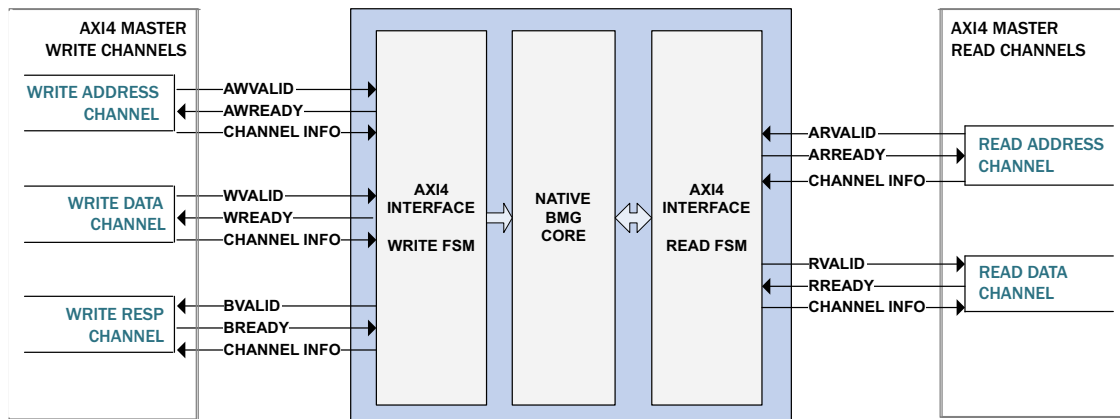 AXI4 MASTER
WRITE CHANNELS
WRITE ADDRESS
CHANNEL
AWVALID
AWREADY
CHANNEL INFO
WRITE DATA
CHANNEL
WVALID
WREADY
CHANNEL INFO
WRITE RESP
CHANNEL
BVALID
BREADY
CHANNEL INFO
AXI4
INTERFACE
WRITE FSM
NATIVE
BMG
CORE
AXI4
INTERFACE
READ FSM
AXI4 MASTER
READ CHANNELS
ARVALID
ARREADY
CHANNEL INFO
READ ADDRESS
CHANNEL
RVALID
RREADY
CHANNEL INFO
READ DATA
CHANNEL